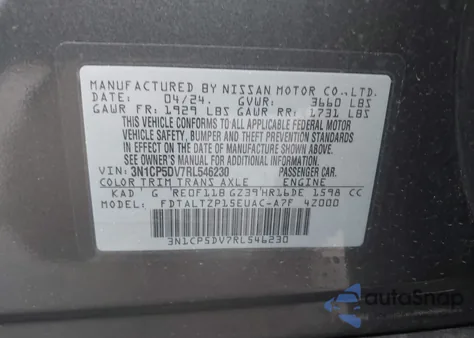 MANUFACTURED BY NISSAN MOTOR CO.,LTD.
DATE: 04/24. GVWR: 3660 LBS
GAWR FR: 1929 LBS GAWR RR: 1731 LBS
THIS VEHICLE CONFORMS TO ALL APPLICABLE FEDERAL MOTOR
VEHICLE SAFETY, BUMPER AND THEFT PREVENTION STANDARDS IN
EFFECT ON THE DATE OF MANUFACTURE SHOWN ABOVE.
SEE OWNER'S MANUAL FOR ADDITIONAL INFORMATION.
VIN: 3N1CP5DV7RL546230 PASSENGER CAR.
COLOR TRIM TRANS AXLE ENGINE
KAD G RE0F11B GZ39 HR16DE 1598 CC
MODEL: FDTALTZP15EUAC-A7F 42000
3N1CP5DV7RL546230
autoSnap